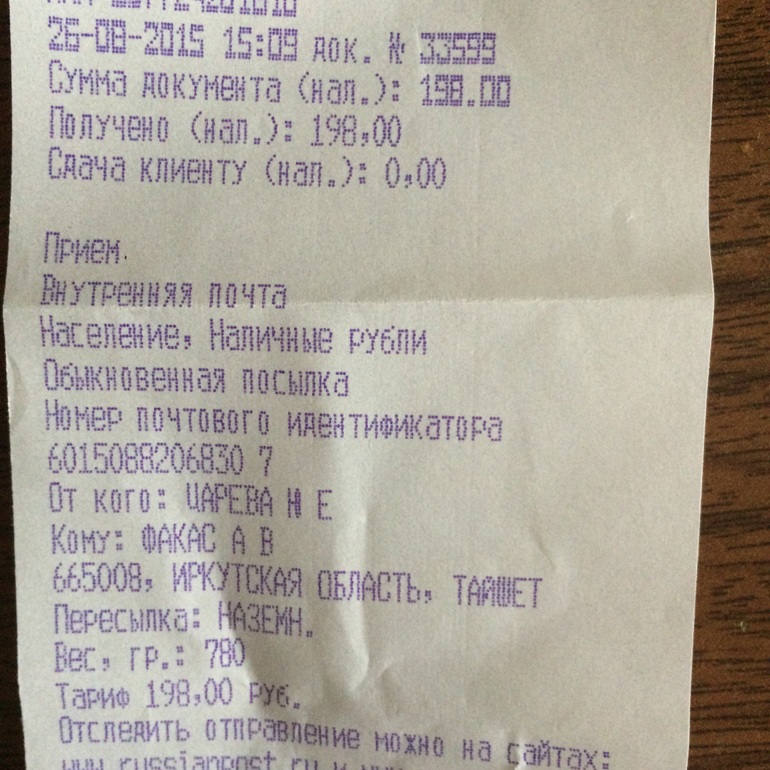 26-08-2015 15:09 док. № 33599
Сумма документа (нал.): 198.00
Получено (нал.): 198,00
Сдача клиенту (нал.): 0,00
Прием
Внутренняя почта
Население, Наличные рубли
Обыкновенная посылка
Номер почтового идентификатора
6015088206830 7
От кого: ЦАРЕВА Н Е
Кому: ФАКАС А В
665008, ИРКУТСКАЯ ОБЛАСТЬ, ТАЙШЕТ
Пересылка: НАЗЕМН.
Вес, гр.: 780
Тариф 198,00 руб.
Отследить отправление можно на сайтах:
www.russianpost.ru и